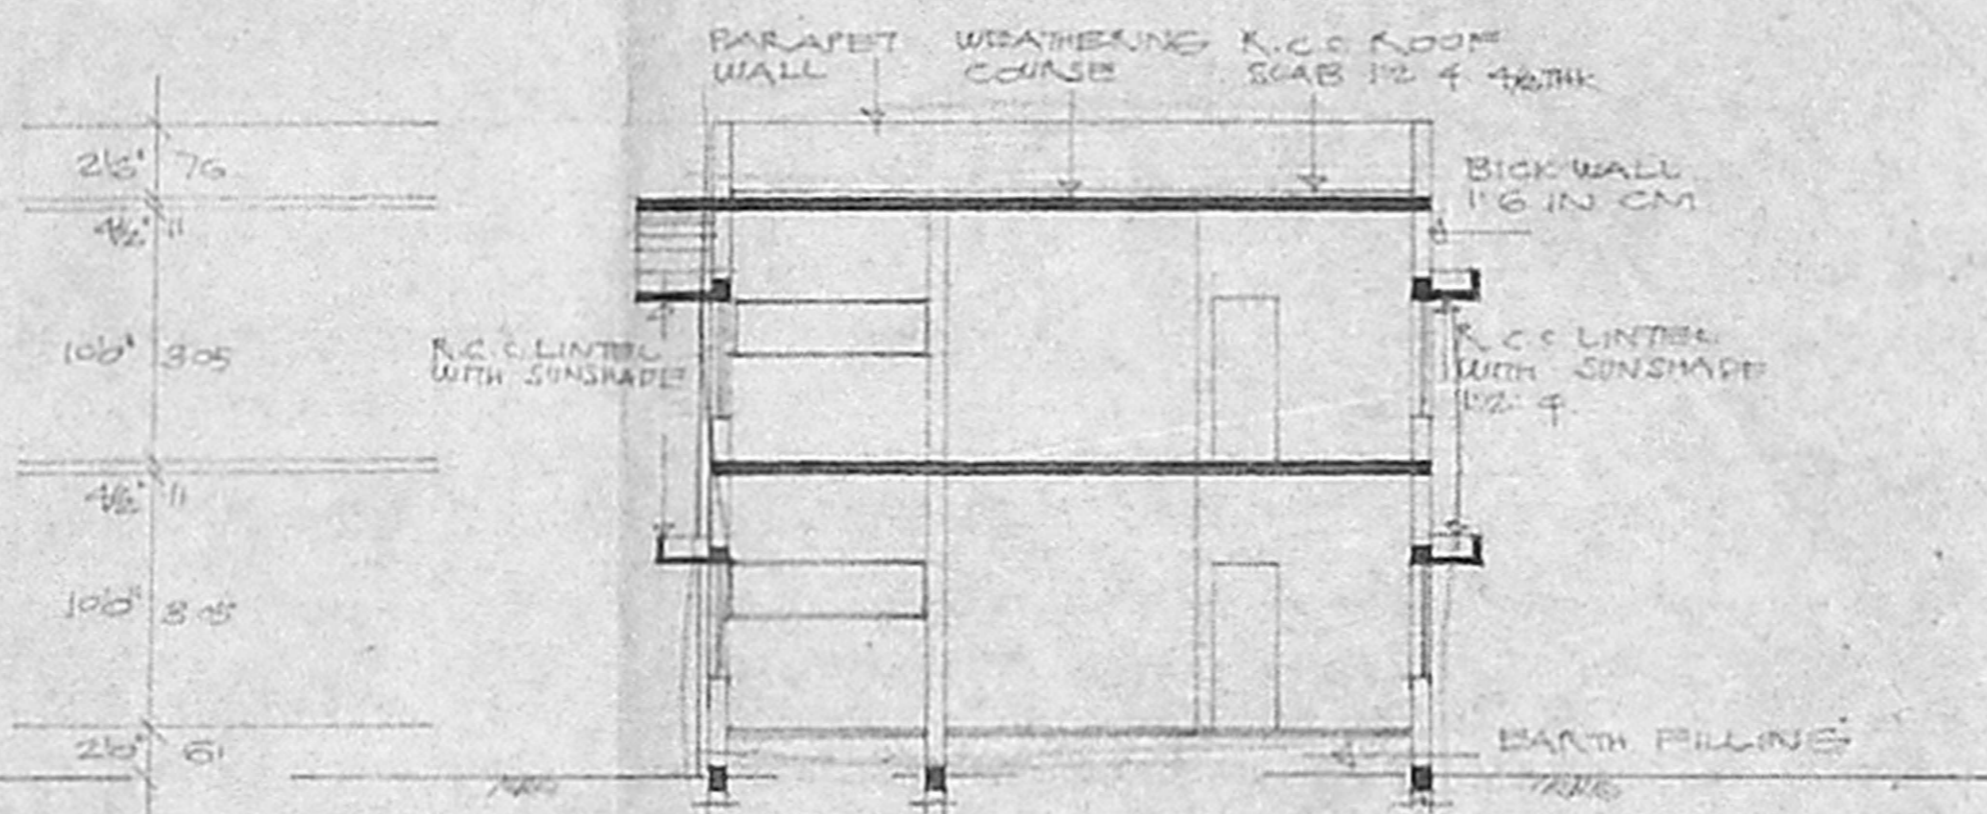 PARAPET
WALL
WEATHERING
COURSE
R.C.C ROOF
SLAB 1:2:4 4½ THK
2'6" 76
4½" 11
10'0" 305
4½" 11
10'0" 305
2'0" 61
R.C.C. LINTEL
WITH SUNSHADE
BICK WALL
1:6 IN CM
R.C.C LINTEL
WITH SUNSHADE
1:2:4
EARTH FILLING